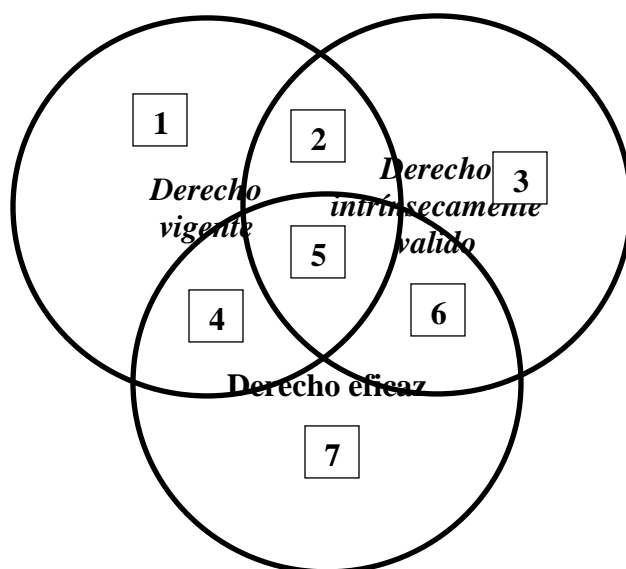 1
2
3
Derecho
vigente
Derecho
intrínsecamente
valido
5
4
6
Derecho eficaz
7